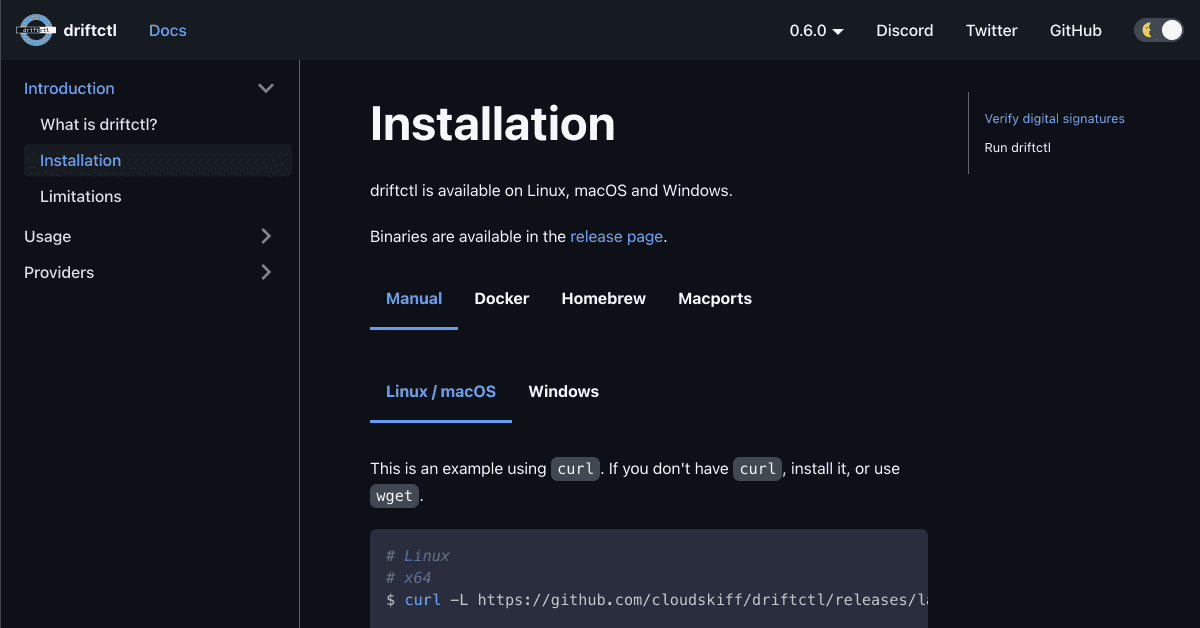 driftctl
driftctl Docs 0.6.0 Discord Twitter GitHub
Introduction
What is driftctl?
Installation
Limitations
Usage
Providers
Installation
driftctl is available on Linux, macOS and Windows.
Binaries are available in the release page.
Manual Docker Homebrew Macports
Linux / macOS Windows
This is an example using curl. If you don't have curl, install it, or use
wget.
# Linux
# x64
$ curl -L https://github.com/cloudskiff/driftctl/releases/la
Verify digital signatures
Run driftctl